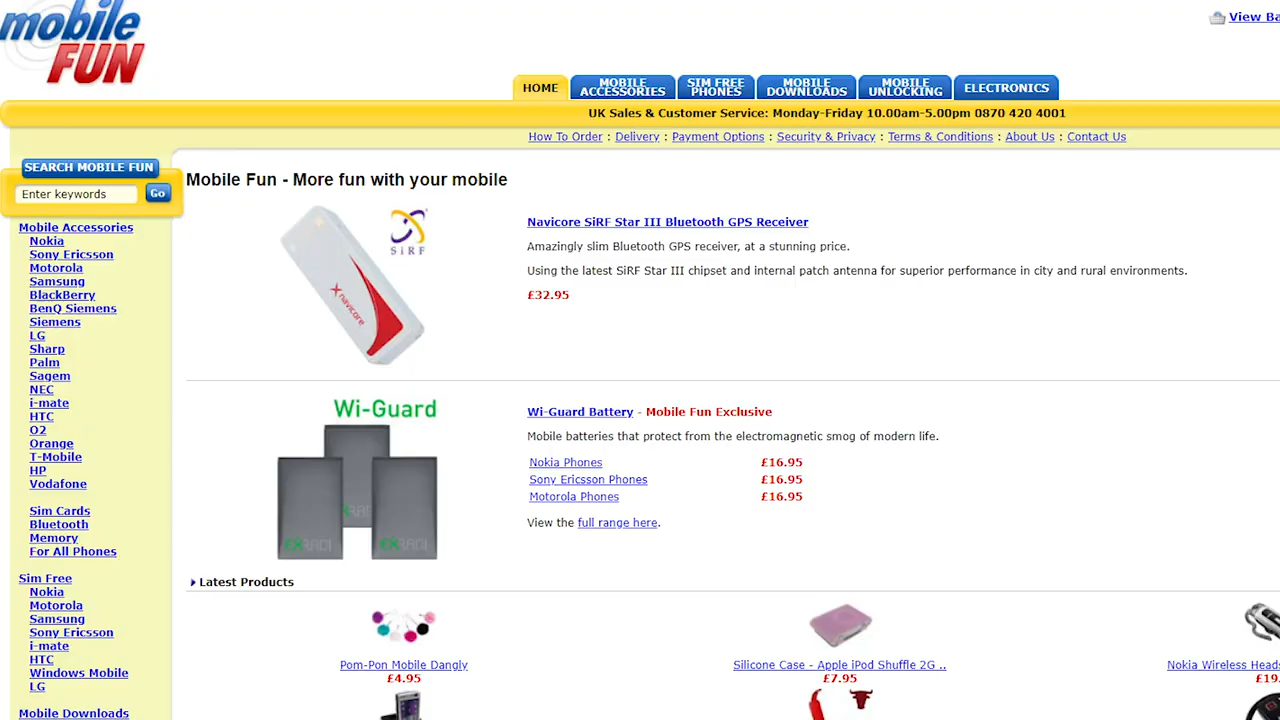 mobile
FUN
View Ba
HOME
MOBILE ACCESSORIES
SIM FREE PHONES
MOBILE DOWNLOADS
MOBILE UNLOCKING
ELECTRONICS
UK Sales & Customer Service: Monday-Friday 10.00am-5.00pm 0870 420 4001
How To Order : Delivery : Payment Options : Security & Privacy : Terms & Conditions : About Us : Contact Us
SEARCH MOBILE FUN
Enter keywords Go
Mobile Accessories
Nokia
Sony Ericsson
Motorola
Samsung
BlackBerry
BenQ Siemens
Siemens
LG
Sharp
Palm
Sagem
NEC
i-mate
HTC
O2
Orange
T-Mobile
HP
Vodafone
Sim Cards
Bluetooth
Memory
For All Phones
Sim Free
Nokia
Motorola
Samsung
Sony Ericsson
i-mate
HTC
Windows Mobile
LG
Mobile Downloads
Mobile Fun - More fun with your mobile
SiRF
navicore
Navicore SiRF Star III Bluetooth GPS Receiver
Amazingly slim Bluetooth GPS receiver, at a stunning price.
Using the latest SiRF Star III chipset and internal patch antenna for superior performance in city and rural environments.
£32.95
Wi-Guard
EXRADI
EXRADI
Wi-Guard Battery - Mobile Fun Exclusive
Mobile batteries that protect from the electromagnetic smog of modern life.
Nokia Phones £16.95
Sony Ericsson Phones £16.95
Motorola Phones £16.95
View the full range here.
Latest Products
Pom-Pon Mobile Dangly
£4.95
Silicone Case - Apple iPod Shuffle 2G ..
£7.95
Nokia Wireless Heads
£19.